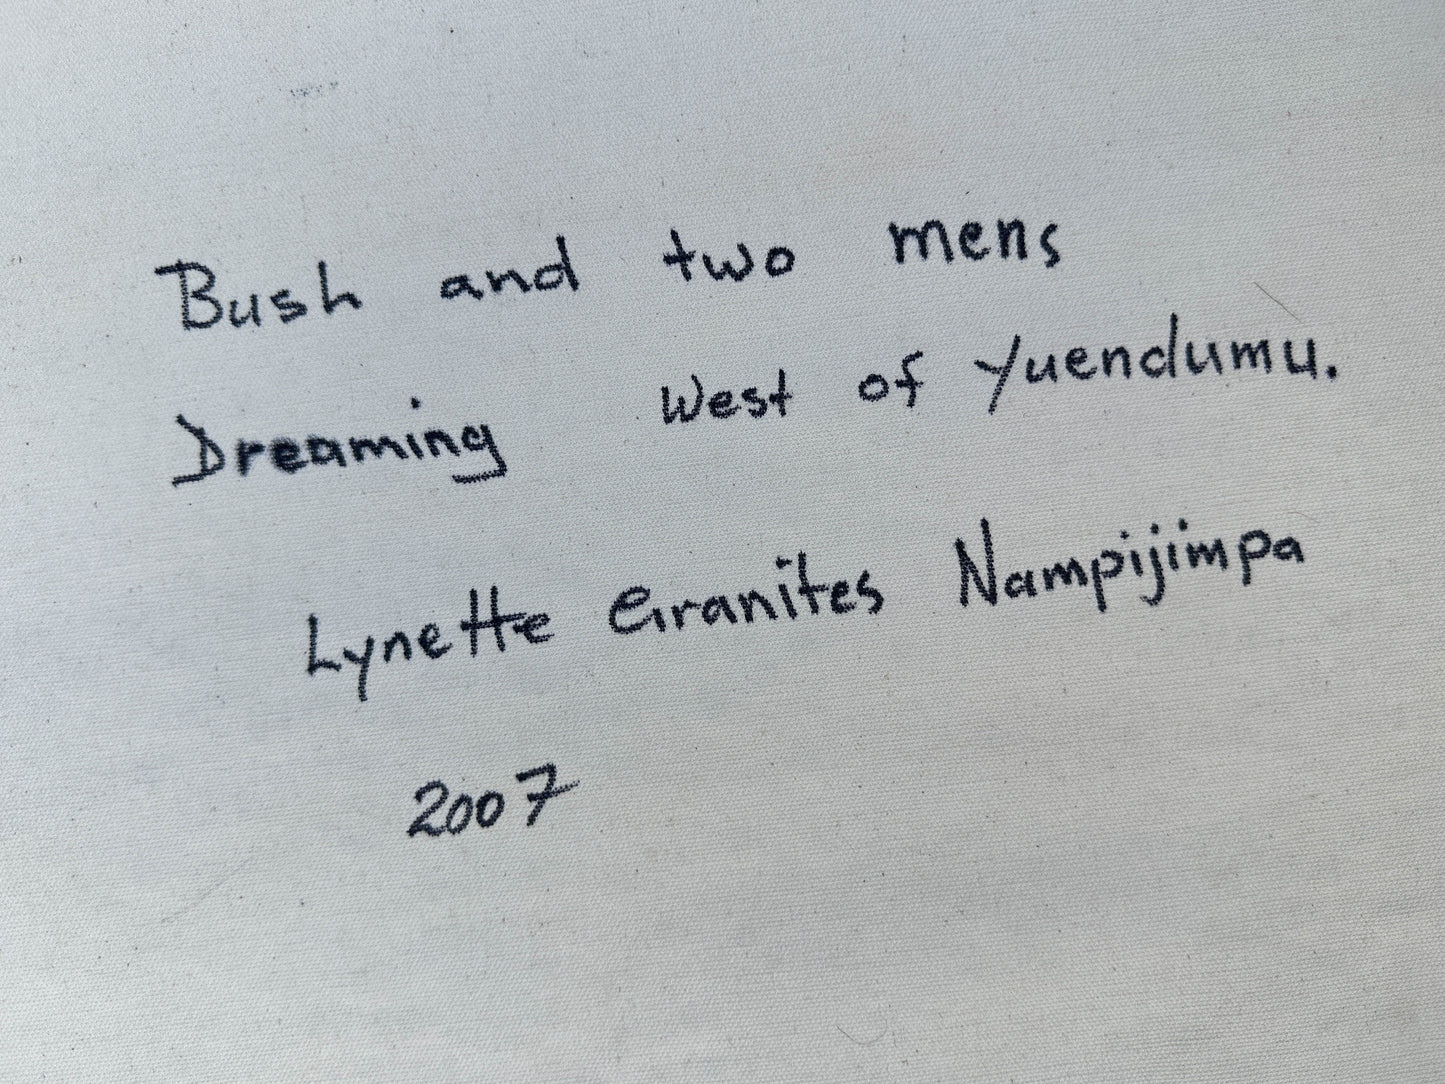 Bush and two mens
Dreaming West of Yuendumu.
Lynette Granites Nampijimpa
2007